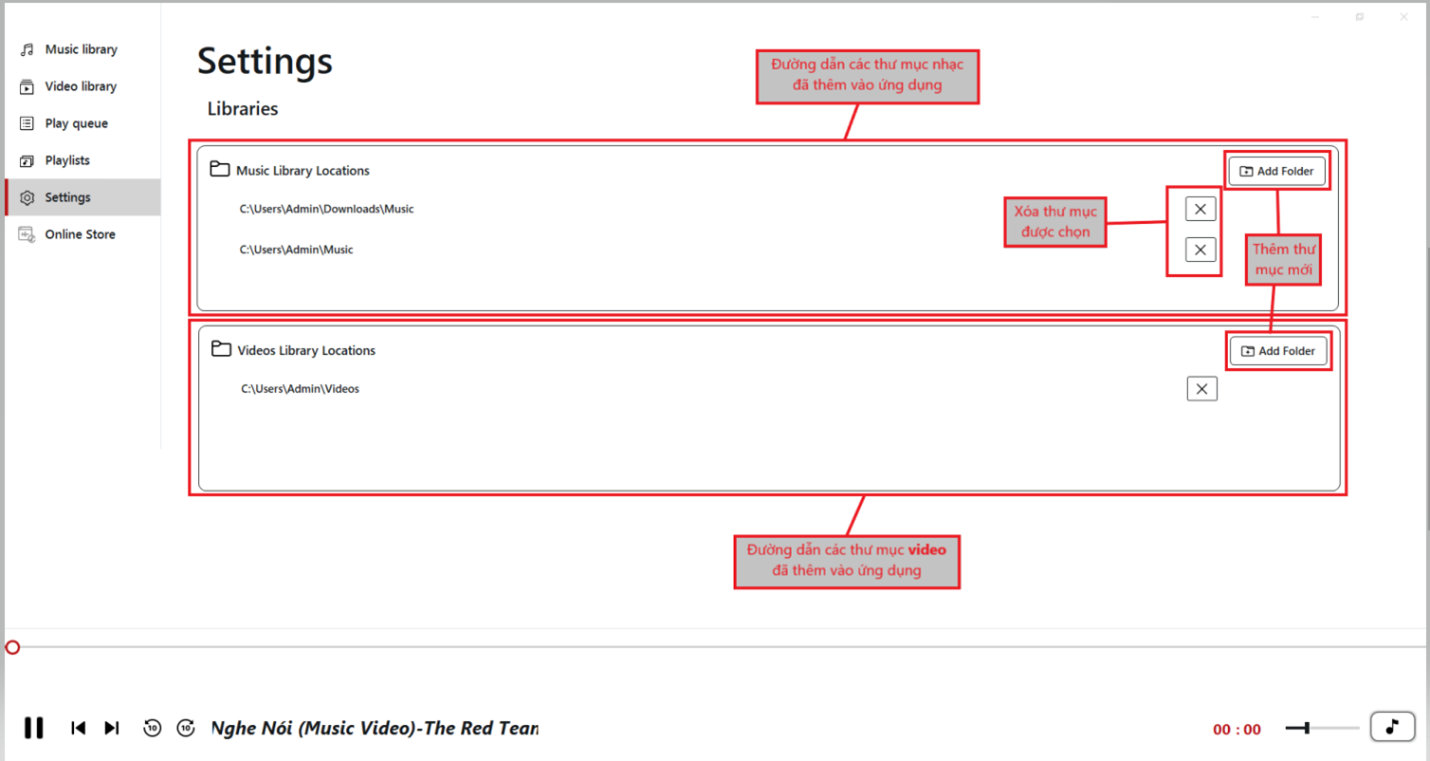 Music library
Video library
Play queue
Playlists
Settings
Online Store
Settings
Libraries
Đường dẫn các thư mục nhạc
đã thêm vào ứng dụng
Music Library Locations
Add Folder
C:\Users\Admin\Downloads\Music
C:\Users\Admin\Music
Xóa thư mục
được chọn
Thêm thư
mục mới
Videos Library Locations
Add Folder
C:\Users\Admin\Videos
Đường dẫn các thư mục video
đã thêm vào ứng dụng
10
10
Nghe Nói (Music Video)-The Red Team
00 : 00